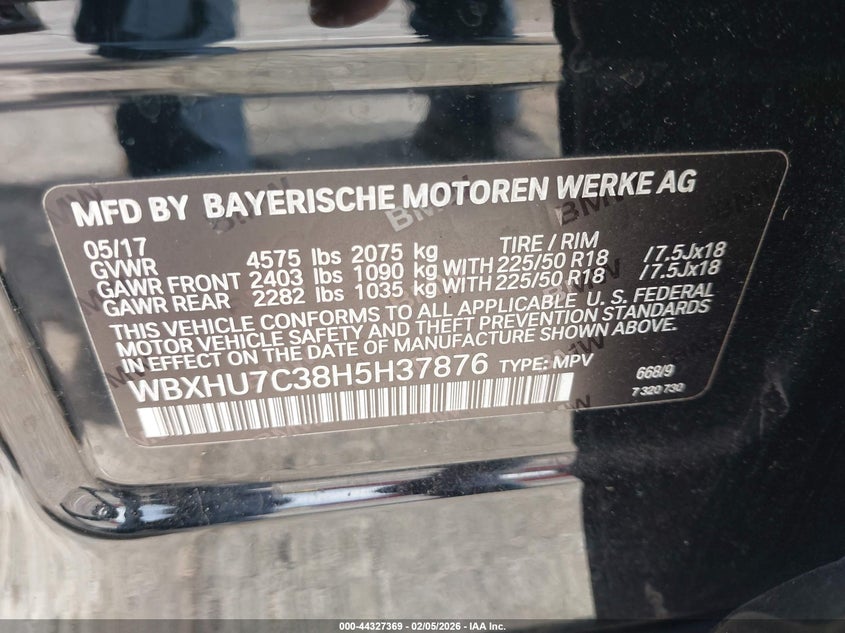 MFD BY BAYERISCHE MOTOREN WERKE AG
05/17 TIRE / RIM
GVWR 4575 lbs 2075 kg
GAWR FRONT 2403 lbs 1090 kg WITH 225/50 R18 /7.5Jx18
GAWR REAR 2282 lbs 1035 kg WITH 225/50 R18 /7.5Jx18
THIS VEHICLE CONFORMS TO ALL APPLICABLE U. S. FEDERAL
MOTOR VEHICLE SAFETY AND THEFT PREVENTION STANDARDS
IN EFFECT ON THE DATE OF MANUFACTURE SHOWN ABOVE.
WBXHU7C38H5H37876 TYPE: MPV 668/9
7 320 730
000-44327369 | 02/05/2026 - IAA Inc.